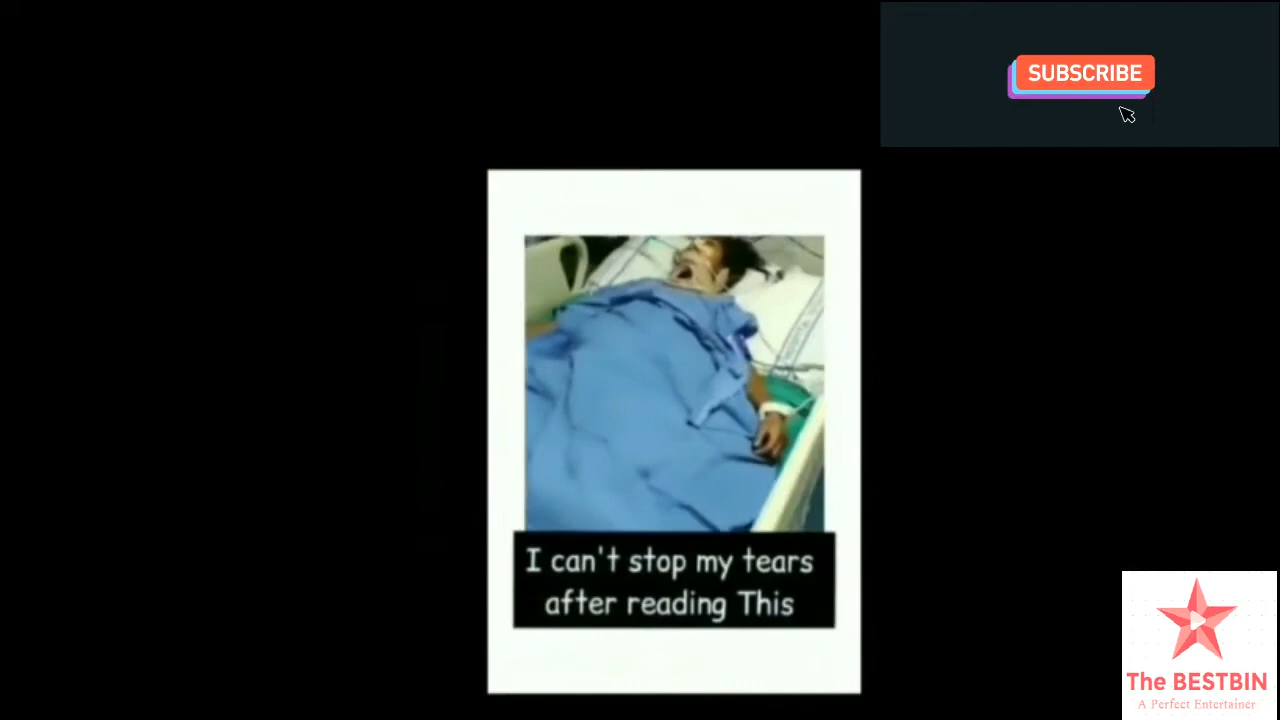 SUBSCRIBE
I can't stop my tears
after reading This
The BESTBIN
A Perfect Entertainer